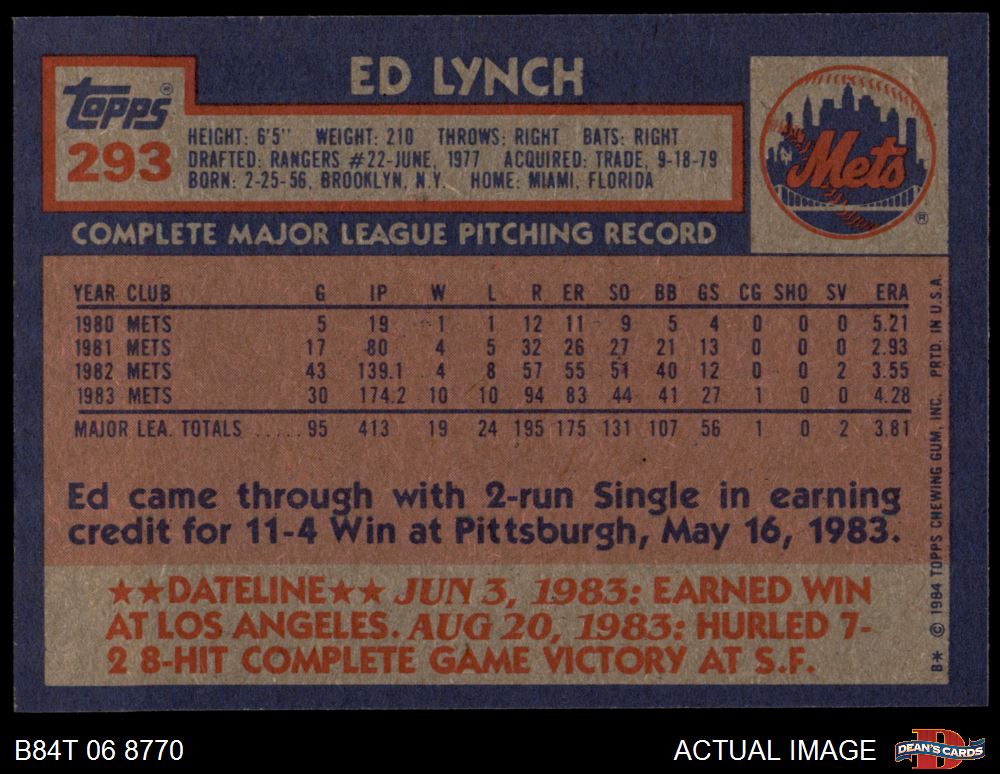 ED LYNCH
topps®
293
HEIGHT: 6'5" WEIGHT: 210 THROWS: RIGHT BATS: RIGHT
DRAFTED: RANGERS #22-JUNE, 1977 ACQUIRED: TRADE, 9-18-79
BORN: 2-25-56, BROOKLYN, N.Y. HOME: MIAMI, FLORIDA
Mets
®
COMPLETE MAJOR LEAGUE PITCHING RECORD
YEAR CLUB G IP W L R ER SO BB GS CG SHO SV ERA
1980 METS 5 19 1 1 12 11 9 5 4 0 0 0 5.21
1981 METS 17 80 4 5 32 26 27 21 13 0 0 0 2.93
1982 METS 43 139.1 4 8 57 55 51 40 12 0 0 2 3.55
1983 METS 30 174.2 10 10 94 83 44 41 27 1 0 0 4.28
MAJOR LEA. TOTALS ..... 95 413 19 24 195 175 131 107 56 1 0 2 3.81
Ed came through with 2-run Single in earning
credit for 11-4 Win at Pittsburgh, May 16, 1983.
★★DATELINE★★ JUN 3, 1983: EARNED WIN
AT LOS ANGELES. AUG 20, 1983: HURLED 7-
2 8-HIT COMPLETE GAME VICTORY AT S.F.
B* © 1984 TOPPS CHEWING GUM, INC. PRTD. IN U.S.A.
B84T 06 8770
ACTUAL IMAGE
DEAN'S CARDS